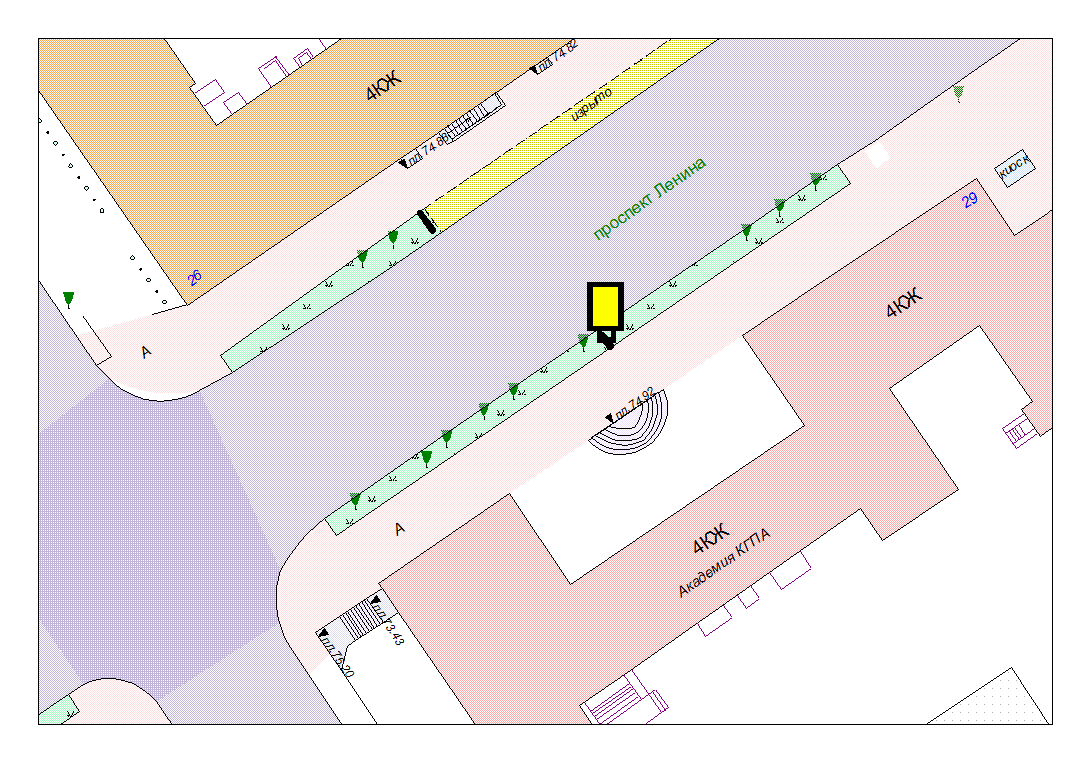 пл.74.82
4КЖ
изрыто
пл.74.88
киоск
проспект Ленина
29
26
4КЖ
А
пл.74.92
А
4КЖ
Академия КГПА
пл.73.43
пл.75.20